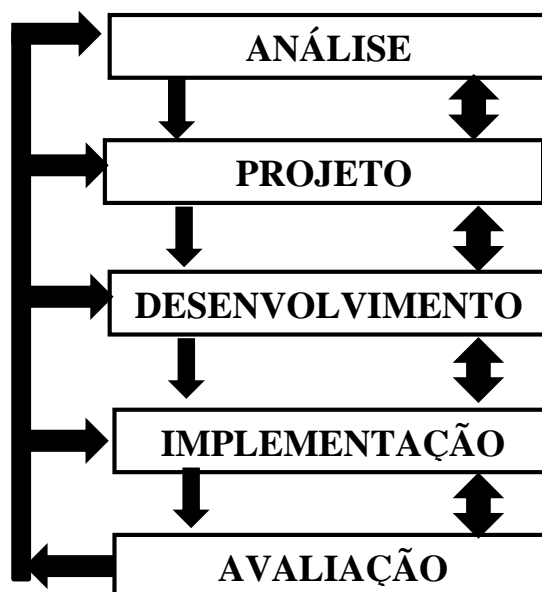 ANÁLISE
PROJETO
DESENVOLVIMENTO
IMPLEMENTAÇÃO
AVALIAÇÃO